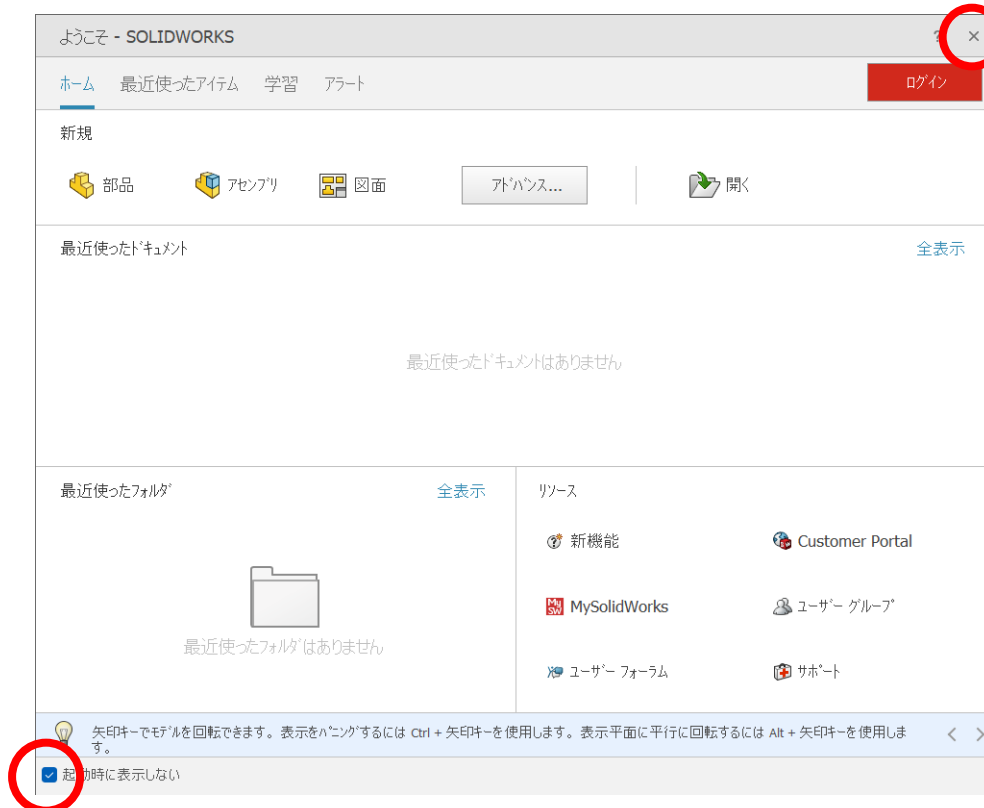 ようこそ - SOLIDWORKS
? ×
ホーム 最近使ったアイテム 学習 アラート ログイン
新規
部品 アセンブリ 図面 アドバンス... 開く
最近使ったドキュメント 全表示
最近使ったドキュメントはありません
最近使ったフォルダ 全表示
最近使ったフォルダはありません
リソース
新機能 Customer Portal
MySolidWorks ユーザー グループ
ユーザー フォーラム サポート
矢印キーでモデルを回転できます。表示をパニングするには Ctrl + 矢印キーを使用します。表示平面に平行に回転するには Alt + 矢印キーを使用しま
す。
起動時に表示しない